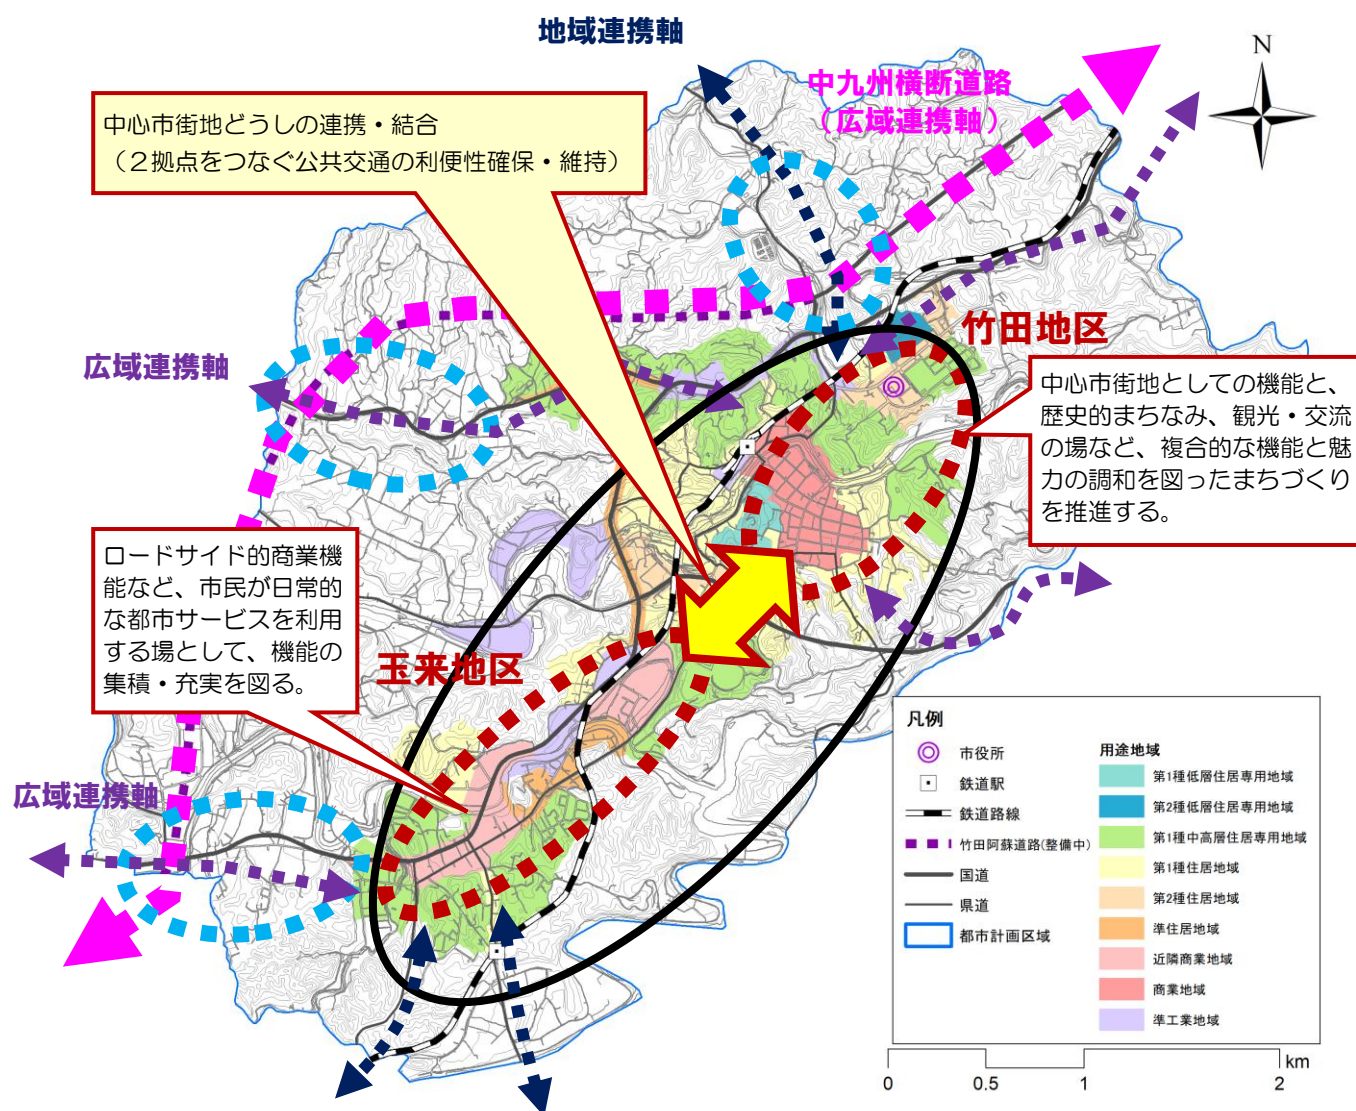 地域連携軸
中九州横断道路
（広域連携軸）
N
中心市街地どうしの連携・結合
（２拠点をつなぐ公共交通の利便性確保・維持）
広域連携軸
竹田地区
中心市街地としての機能と、
歴史的まちなみ、観光・交流
の場など、複合的な機能と魅
力の調和を図ったまちづくり
を推進する。
ロードサイド的商業機
能など、市民が日常的
な都市サービスを利用
する場として、機能の
集積・充実を図る。
玉来地区
広域連携軸
凡例
市役所
鉄道駅
鉄道路線
竹田阿蘇道路(整備中)
国道
県道
都市計画区域
用途地域
第1種低層住居専用地域
第2種低層住居専用地域
第1種中高層住居専用地域
第1種住居地域
第2種住居地域
準住居地域
近隣商業地域
商業地域
準工業地域
km
0 0.5 1 2